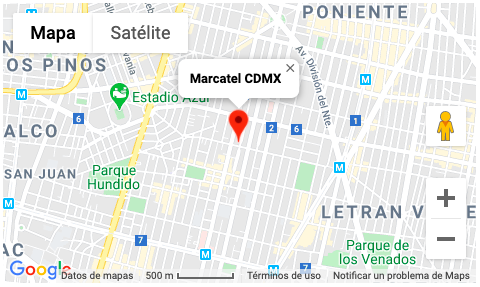 PONIENTE
Mapa
Satélite
vania
OS PINOS
Av. División del Nte.
Marcatel CDMX
Estadio Azul
6
2
6
1
ALCO
M
M
M
M
M
M
SAN JUAN
Parque
Hundido
LETRAN V
E
7
7
AC
Parque de
los Venados
Google
Datos de mapas
500 m
Términos de uso
Notificar un problema de Maps